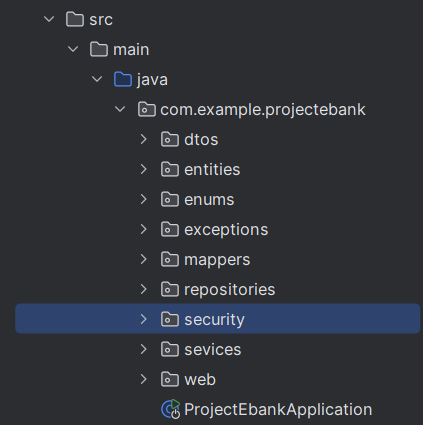 src
main
java
com.example.projectebank
dtos
entities
enums
exceptions
mappers
repositories
security
sevices
web
ProjectEbankApplication